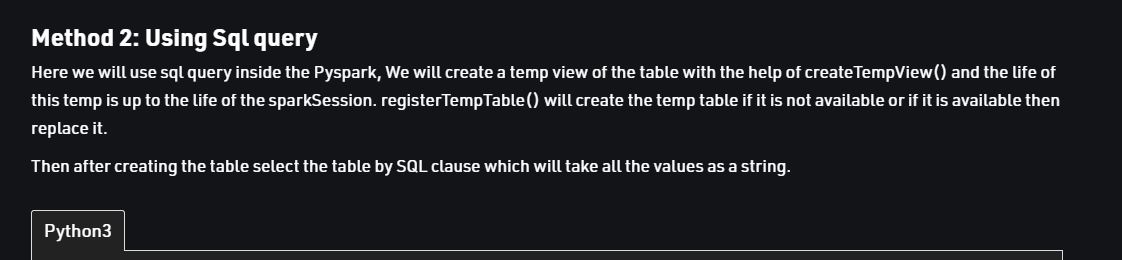 Method 2: Using Sql query
Here we will use sql query inside the Pyspark, We will create a temp view of the table with the help of createTempView() and the life of
this temp is up to the life of the sparkSession. registerTempTable() will create the temp table if it is not available or if it is available then
replace it.
Then after creating the table select the table by SQL clause which will take all the values as a string.
Python3